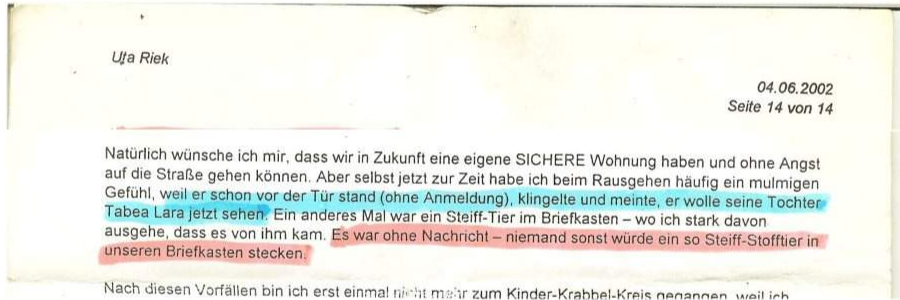 Uta Riek
04.06.2002
Seite 14 von 14
Natürlich wünsche ich mir, dass wir in Zukunft eine eigene SICHERE Wohnung haben und ohne Angst
auf die Straße gehen können. Aber selbst jetzt zur Zeit habe ich beim Rausgehen häufig ein mulmigen
Gefühl, weil er schon vor der Tür stand (ohne Anmeldung), klingelte und meinte, er wolle seine Tochter
Tabea Lara jetzt sehen. Ein anderes Mal war ein Steiff-Tier im Briefkasten – wo ich stark davon
ausgehe, dass es von ihm kam. Es war ohne Nachricht – niemand sonst würde ein so Steiff-Stofftier in
unseren Briefkasten stecken.
Nach diesen Vorfällen bin ich erst einmal nicht mehr zum Kinder-Krabbel-Kreis gegangen, weil ich